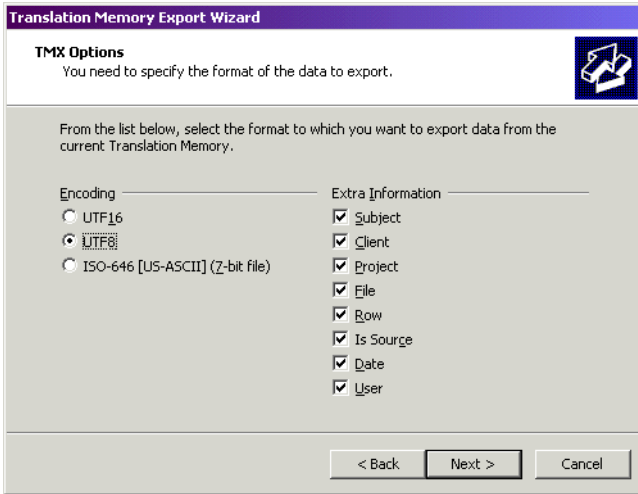 Translation Memory Export Wizard
TMX Options
You need to specify the format of the data to export.
From the list below, select the format to which you want to export data from the
current Translation Memory.
Encoding
UTF16
UTF8
ISO-646 [US-ASCII] (7-bit file)
Extra Information
Subject
Client
Project
File
Row
Is Source
Date
User
< Back
Next >
Cancel